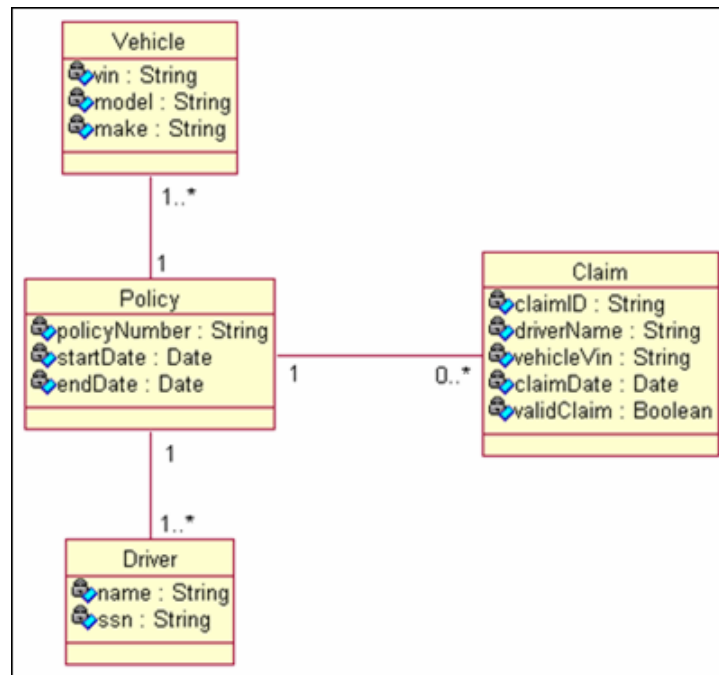 Vehicle
vin : String
model : String
make : String
1..*
1
Policy
policyNumber : String
startDate : Date
endDate : Date
1
0..*
Claim
claimID : String
driverName : String
vehicleVin : String
claimDate : Date
validClaim : Boolean
1
1..*
Driver
name : String
ssn : String